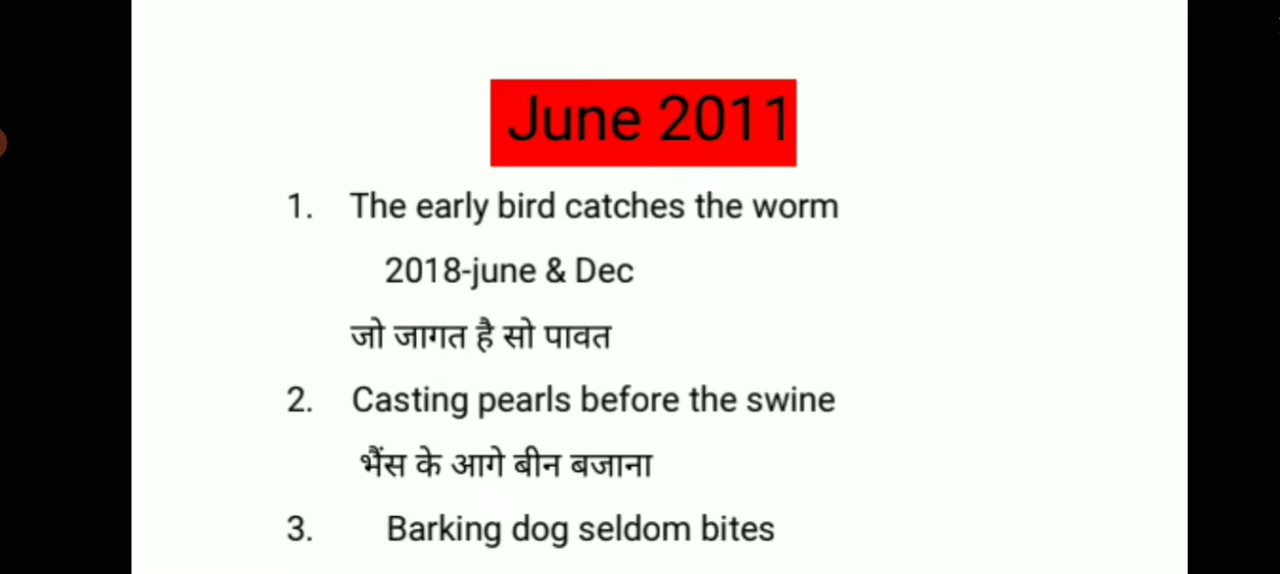 June 2011
1. The early bird catches the worm
2018-june & Dec
जो जागत है सो पावत
2. Casting pearls before the swine
भैंस के आगे बीन बजाना
3. Barking dog seldom bites